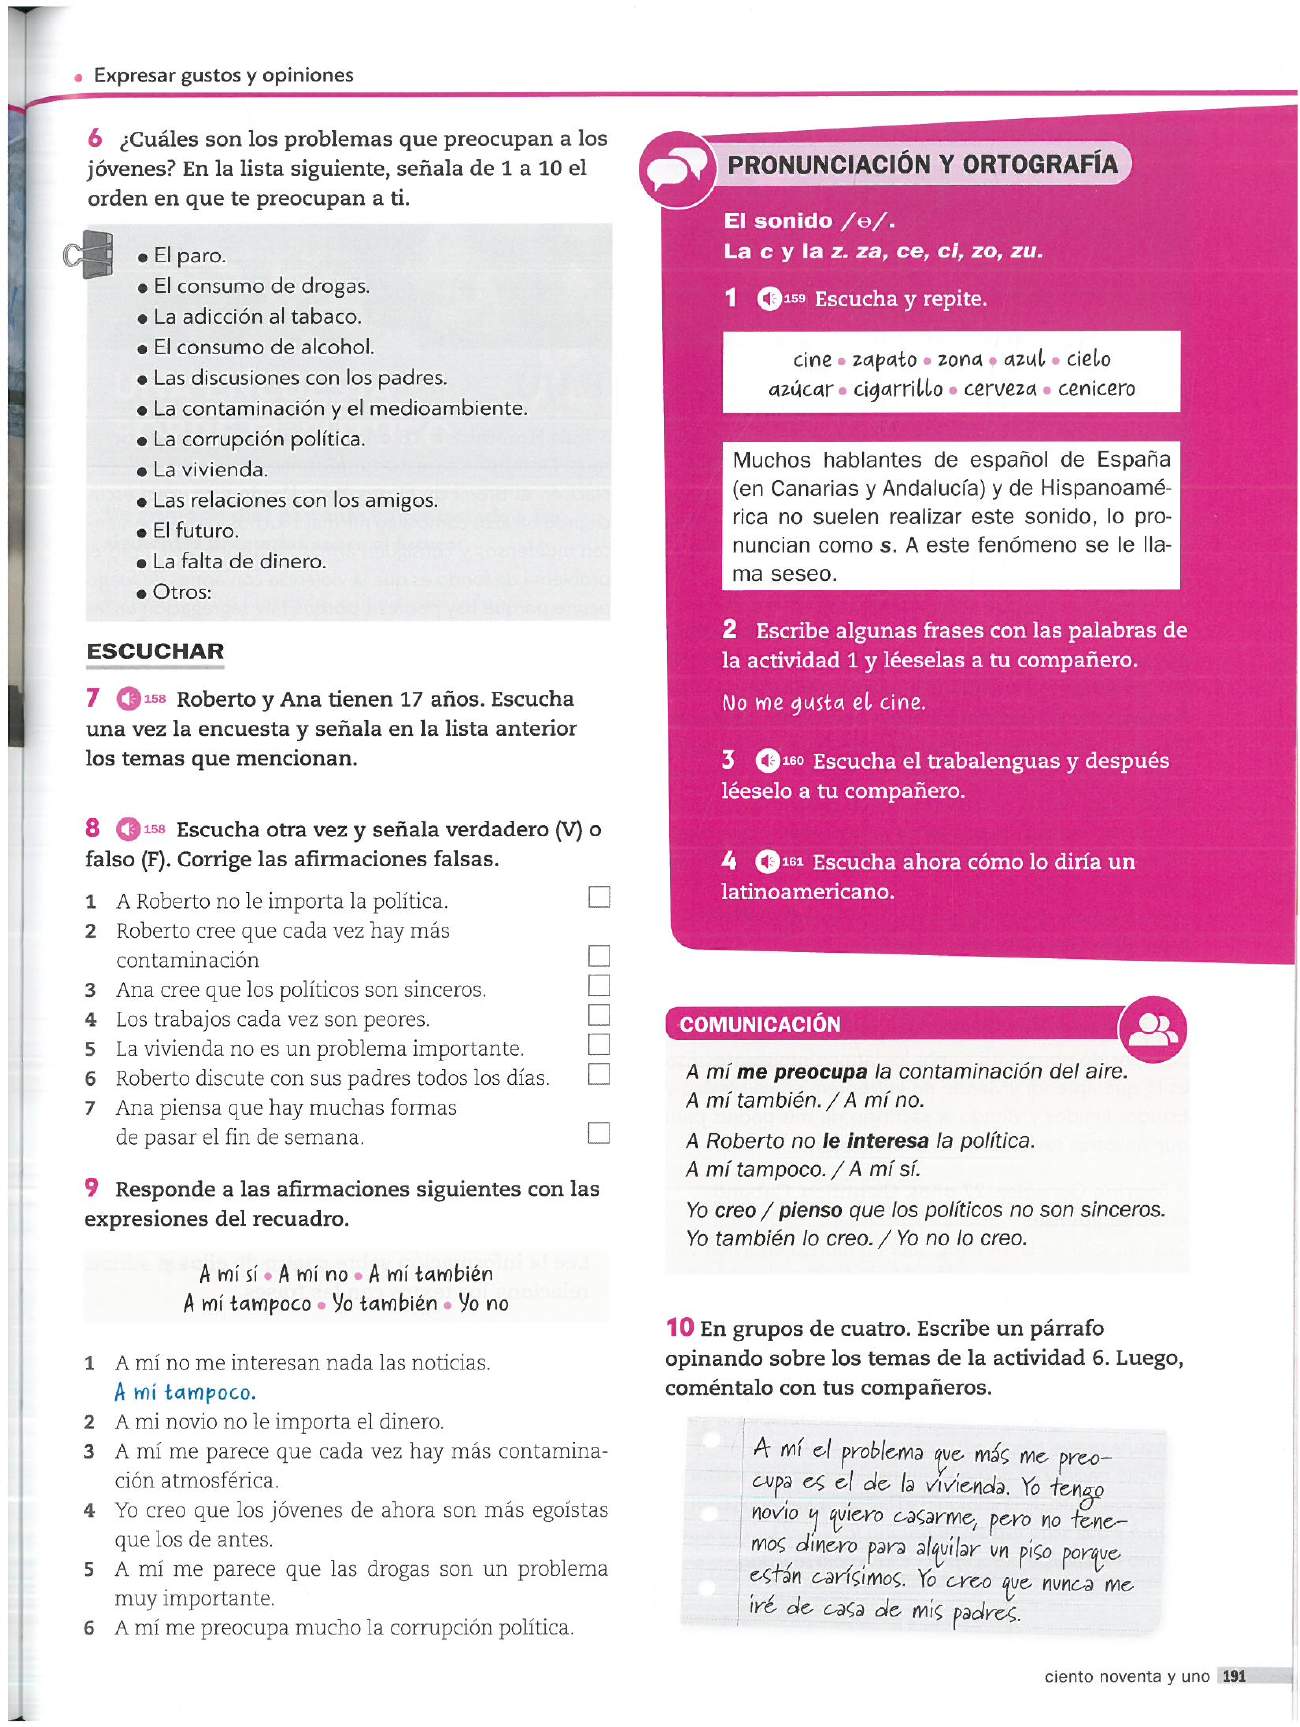 Expresar gustos y opiniones
6 ¿Cuáles son los problemas que preocupan a los
jóvenes? En la lista siguiente, señala de 1 a 10 el
orden en que te preocupan a ti.
• El paro.
• El consumo de drogas.
• La adicción al tabaco.
• El consumo de alcohol.
• Las discusiones con los padres.
• La contaminación y el medioambiente.
• La corrupción política.
• La vivienda.
• Las relaciones con los amigos.
• El futuro.
• La falta de dinero.
• Otros:
ESCUCHAR
7 158 Roberto y Ana tienen 17 años. Escucha
una vez la encuesta y señala en la lista anterior
los temas que mencionan.
8 158 Escucha otra vez y señala verdadero (V) o
falso (F). Corrige las afirmaciones falsas.
1 A Roberto no le importa la política.
2 Roberto cree que cada vez hay más
contaminación
3 Ana cree que los políticos son sinceros.
4 Los trabajos cada vez son peores.
5 La vivienda no es un problema importante.
6 Roberto discute con sus padres todos los días.
7 Ana piensa que hay muchas formas
de pasar el fin de semana.
9 Responde a las afirmaciones siguientes con las
expresiones del recuadro.
A mí sí • A mí no • A mí también
A mí tampoco • Yo también • Yo no
1 A mí no me interesan nada las noticias.
A mí tampoco.
2 A mi novio no le importa el dinero.
3 A mí me parece que cada vez hay más contamina-
ción atmosférica.
4 Yo creo que los jóvenes de ahora son más egoístas
que los de antes.
5 A mí me parece que las drogas son un problema
muy importante.
6 A mí me preocupa mucho la corrupción política.
PRONUNCIACIÓN Y ORTOGRAFÍA
El sonido /ɵ/.
La c y la z. za, ce, ci, zo, zu.
1 159 Escucha y repite.
cine • zapato • zona • azul • cielo
azúcar • cigarrillo • cerveza • cenicero
Muchos hablantes de español de España
(en Canarias y Andalucía) y de Hispanoamé-
rica no suelen realizar este sonido, lo pro-
nuncian como s. A este fenómeno se le lla-
ma seseo.
2 Escribe algunas frases con las palabras de
la actividad 1 y léeselas a tu compañero.
No me gusta el cine.
3 160 Escucha el trabalenguas y después
léeselo a tu compañero.
4 161 Escucha ahora cómo lo diría un
latinoamericano.
COMUNICACIÓN
A mí me preocupa la contaminación del aire.
A mí también. / A mí no.
A Roberto no le interesa la política.
A mí tampoco. / A mí sí.
Yo creo / pienso que los políticos no son sinceros.
Yo también lo creo. / Yo no lo creo.
10 En grupos de cuatro. Escribe un párrafo
opinando sobre los temas de la actividad 6. Luego,
coméntalo con tus compañeros.
A mí el problema que más me preo-
cupa es el de la vivienda. Yo tengo
novio y quiero casarme, pero no tene-
mos dinero para alquilar un piso porque
están carísimos. Yo creo que nunca me
iré de casa de mis padres.
ciento noventa y uno 191